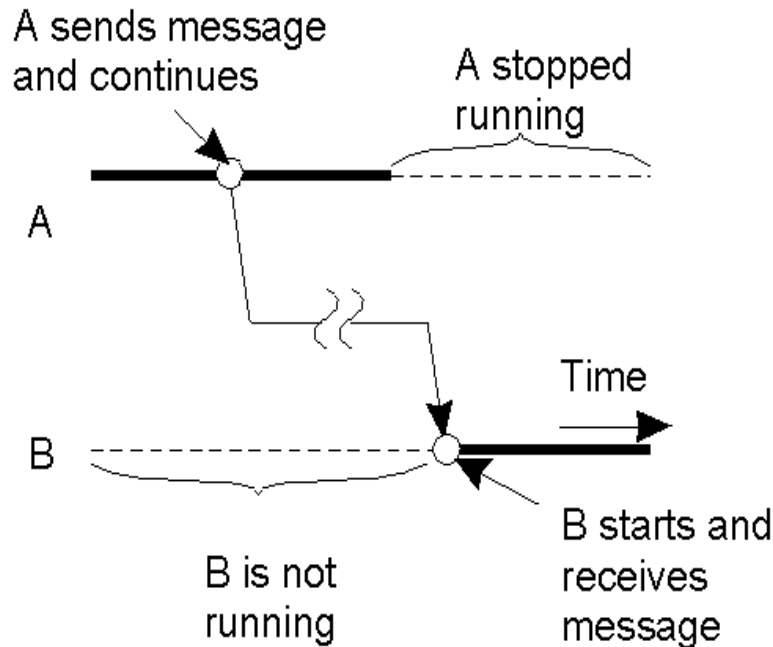 A sends message
and continues
A stopped
running
A
Time
B
B is not
running
B starts and
receives
message